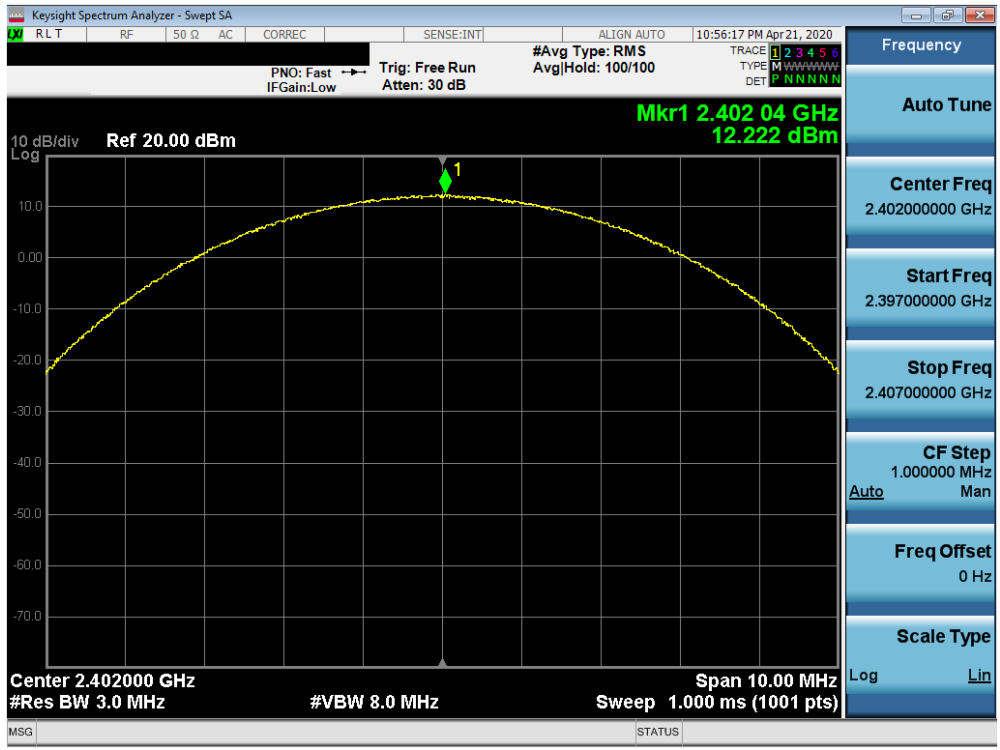 Keysight Spectrum Analyzer - Swept SA
LXI RLT RF 50 Ω AC CORREC SENSE:INT ALIGN AUTO 10:56:17 PM Apr 21, 2020
PNO: Fast
IFGain:Low
Trig: Free Run
Atten: 30 dB
#Avg Type: RMS
Avg|Hold: 100/100
TRACE 1 2 3 4 5 6
TYPE M WWWWW
DET P N N N N N
Mkr1 2.402 04 GHz
12.222 dBm
10 dB/div Ref 20.00 dBm
Log
1
10.0
0.00
-10.0
-20.0
-30.0
-40.0
-50.0
-60.0
-70.0
Center 2.402000 GHz Span 10.00 MHz
#Res BW 3.0 MHz #VBW 8.0 MHz Sweep 1.000 ms (1001 pts)
MSG STATUS
Frequency
Auto Tune
Center Freq
2.402000000 GHz
Start Freq
2.397000000 GHz
Stop Freq
2.407000000 GHz
CF Step
1.000000 MHz
Auto Man
Freq Offset
0 Hz
Scale Type
Log Lin